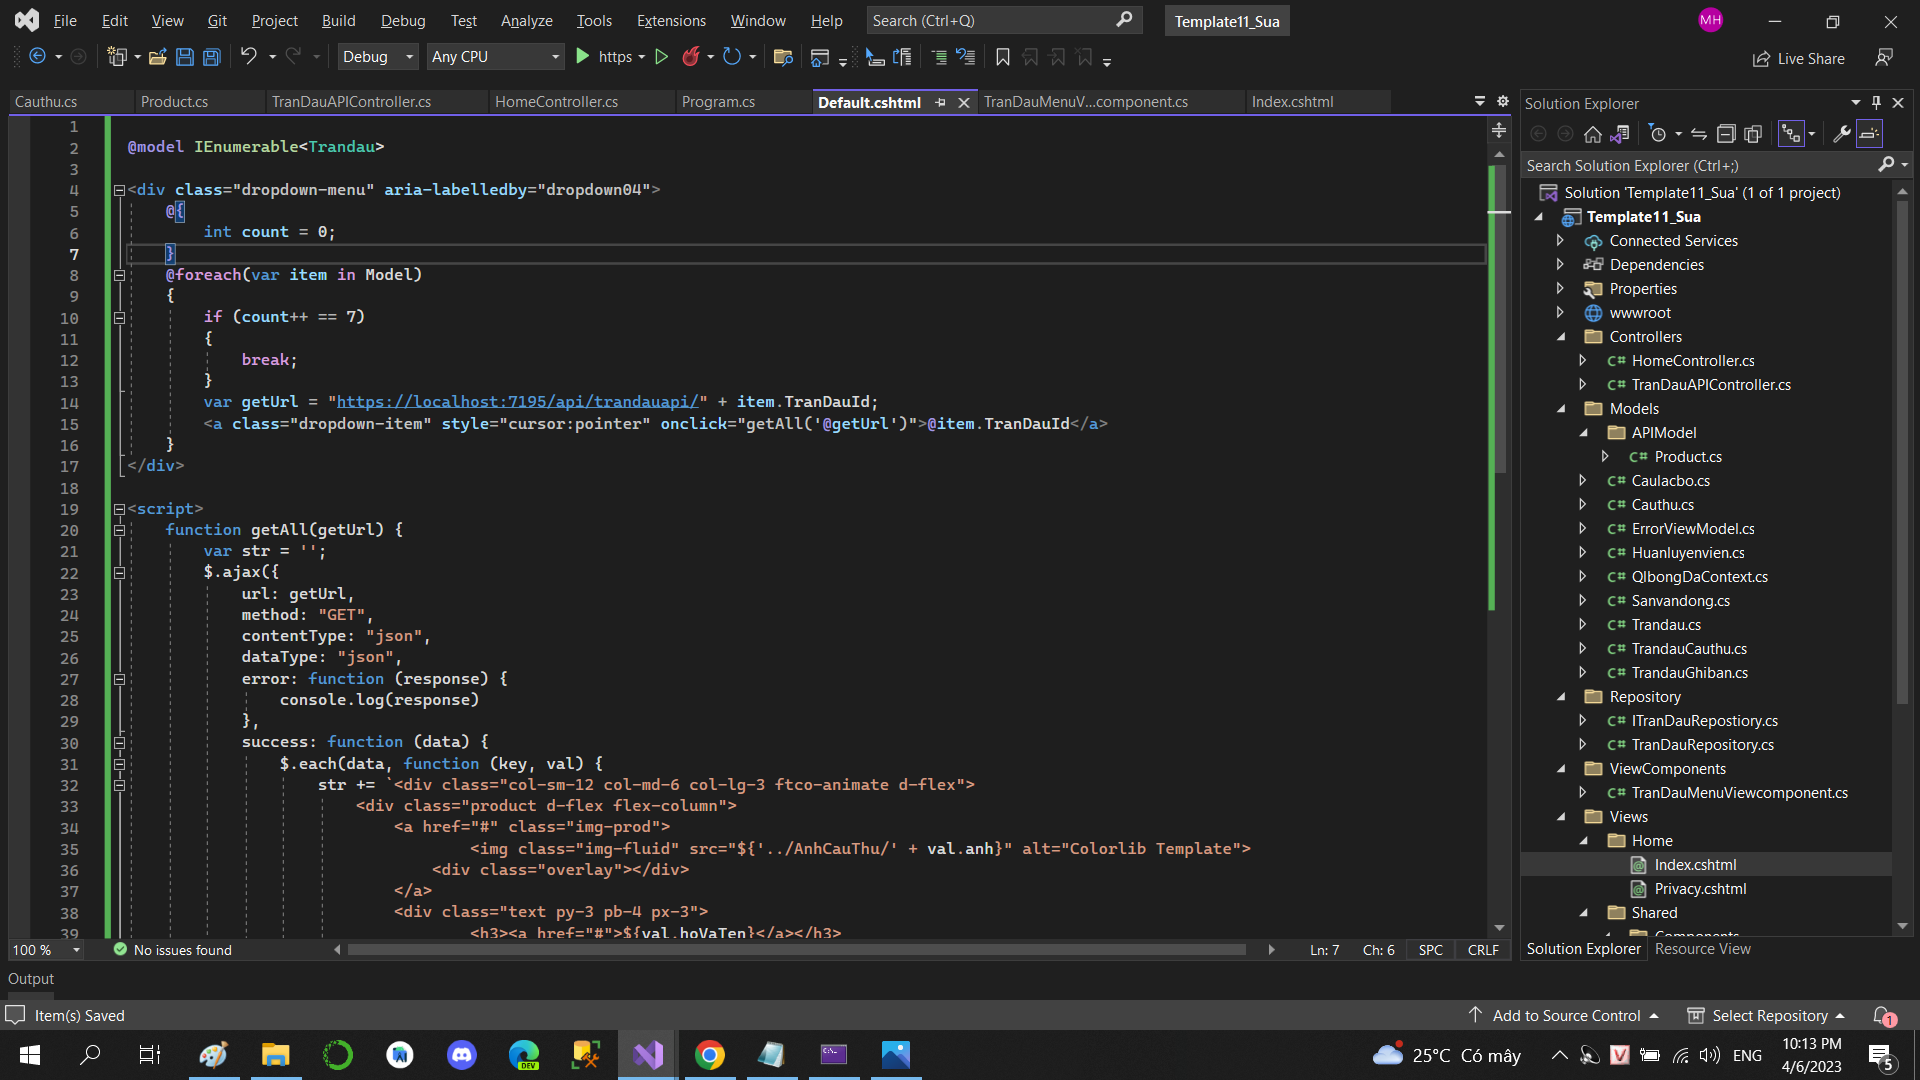 File Edit View Git Project Build Debug Test Analyze Tools Extensions Window Help Search (Ctrl+Q) Template11_Sua MH
Debug Any CPU https Live Share
Cauthu.cs Product.cs TranDauAPIController.cs HomeController.cs Program.cs Default.cshtml TranDauMenuV...component.cs Index.cshtml
1
2 @model IEnumerable<Trandau>
3
4 <div class="dropdown-menu" aria-labelledby="dropdown04">
5 @{
6 int count = 0;
7 }
8 @foreach(var item in Model)
9 {
10 if (count++ == 7)
11 {
12 break;
13 }
14 var getUrl = "https://localhost:7195/api/trandauapi/" + item.TranDauId;
15 <a class="dropdown-item" style="cursor:pointer" onclick="getAll('@getUrl')">@item.TranDauId</a>
16 }
17 </div>
18
19 <script>
20 function getAll(getUrl) {
21 var str = '';
22 $.ajax({
23 url: getUrl,
24 method: "GET",
25 contentType: "json",
26 dataType: "json",
27 error: function (response) {
28 console.log(response)
29 },
30 success: function (data) {
31 $.each(data, function (key, val) {
32 str += `<div class="col-sm-12 col-md-6 col-lg-3 ftco-animate d-flex">
33 <div class="product d-flex flex-column">
34 <a href="#" class="img-prod">
35 <img class="img-fluid" src="${'../AnhCauThu/' + val.anh}" alt="Colorlib Template">
36 <div class="overlay"></div>
37 </a>
38 <div class="text py-3 pb-4 px-3">
39 <h3><a href="#">${val.hoVaTen}</a></h3>
100 % No issues found Ln: 7 Ch: 6 SPC CRLF
Solution Explorer
Search Solution Explorer (Ctrl+;)
Solution 'Template11_Sua' (1 of 1 project)
Template11_Sua
Connected Services
Dependencies
Properties
wwwroot
Controllers
C# HomeController.cs
C# TranDauAPIController.cs
Models
APIModel
C# Product.cs
C# Caulacbo.cs
C# Cauthu.cs
C# ErrorViewModel.cs
C# Huanluyenvien.cs
C# QlbongDaContext.cs
C# Sanvandong.cs
C# Trandau.cs
C# TrandauCauthu.cs
C# TrandauGhiban.cs
Repository
C# ITranDauRepostiory.cs
C# TranDauRepository.cs
ViewComponents
C# TranDauMenuViewcomponent.cs
Views
Home
Index.cshtml
Privacy.cshtml
Shared
Components
Solution Explorer Resource View
Output
Item(s) Saved Add to Source Control Select Repository 1
DEV 25°C Có mây V ENG 10:13 PM
4/6/2023 5